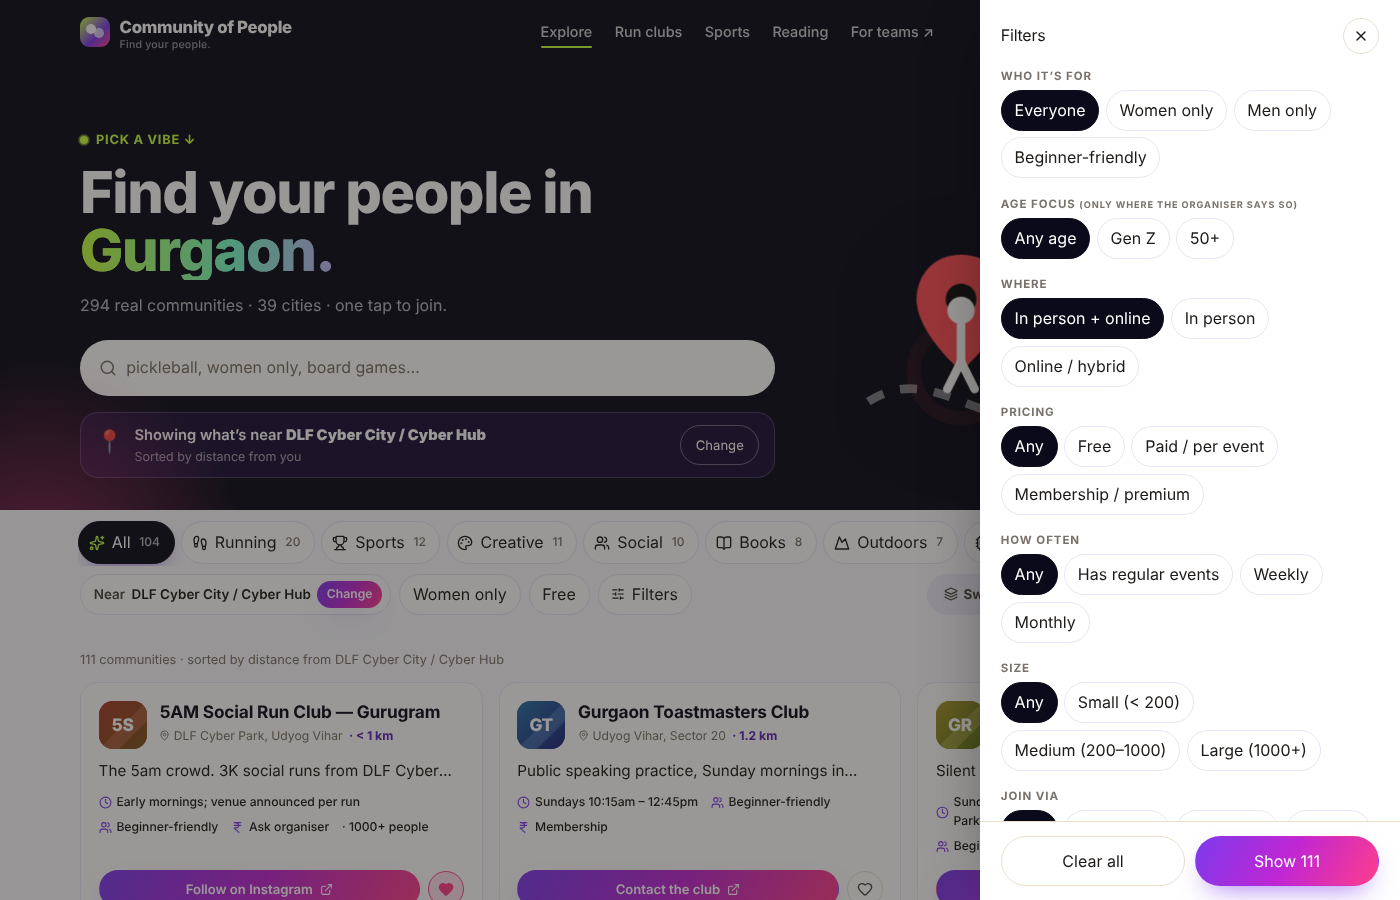 Community of People
Find your people.
Explore Run clubs Sports Reading For teams ↗
PICK A VIBE ↓
Find your people in
Gurgaon.
294 real communities · 39 cities · one tap to join.
pickleball, women only, board games...
Showing what's near DLF Cyber City / Cyber Hub
Sorted by distance from you
Change
All 104 Running 20 Sports 12 Creative 11 Social 10 Books 8 Outdoors 7
Near DLF Cyber City / Cyber Hub Change Women only Free Filters
111 communities · sorted by distance from DLF Cyber City / Cyber Hub
5S
5AM Social Run Club — Gurugram
DLF Cyber Park, Udyog Vihar · < 1 km
The 5am crowd. 3K social runs from DLF Cyber...
Early mornings; venue announced per run
Beginner-friendly ₹ Ask organiser · 1000+ people
Follow on Instagram
GT
Gurgaon Toastmasters Club
Udyog Vihar, Sector 20 · 1.2 km
Public speaking practice, Sunday mornings in...
Sundays 10:15am – 12:45pm Beginner-friendly
₹ Membership
Contact the club
GR
Silent
Filters
WHO IT'S FOR
Everyone Women only Men only
Beginner-friendly
AGE FOCUS (ONLY WHERE THE ORGANISER SAYS SO)
Any age Gen Z 50+
WHERE
In person + online In person
Online / hybrid
PRICING
Any Free Paid / per event
Membership / premium
HOW OFTEN
Any Has regular events Weekly
Monthly
SIZE
Any Small (< 200)
Medium (200–1000) Large (1000+)
JOIN VIA
Clear all Show 111